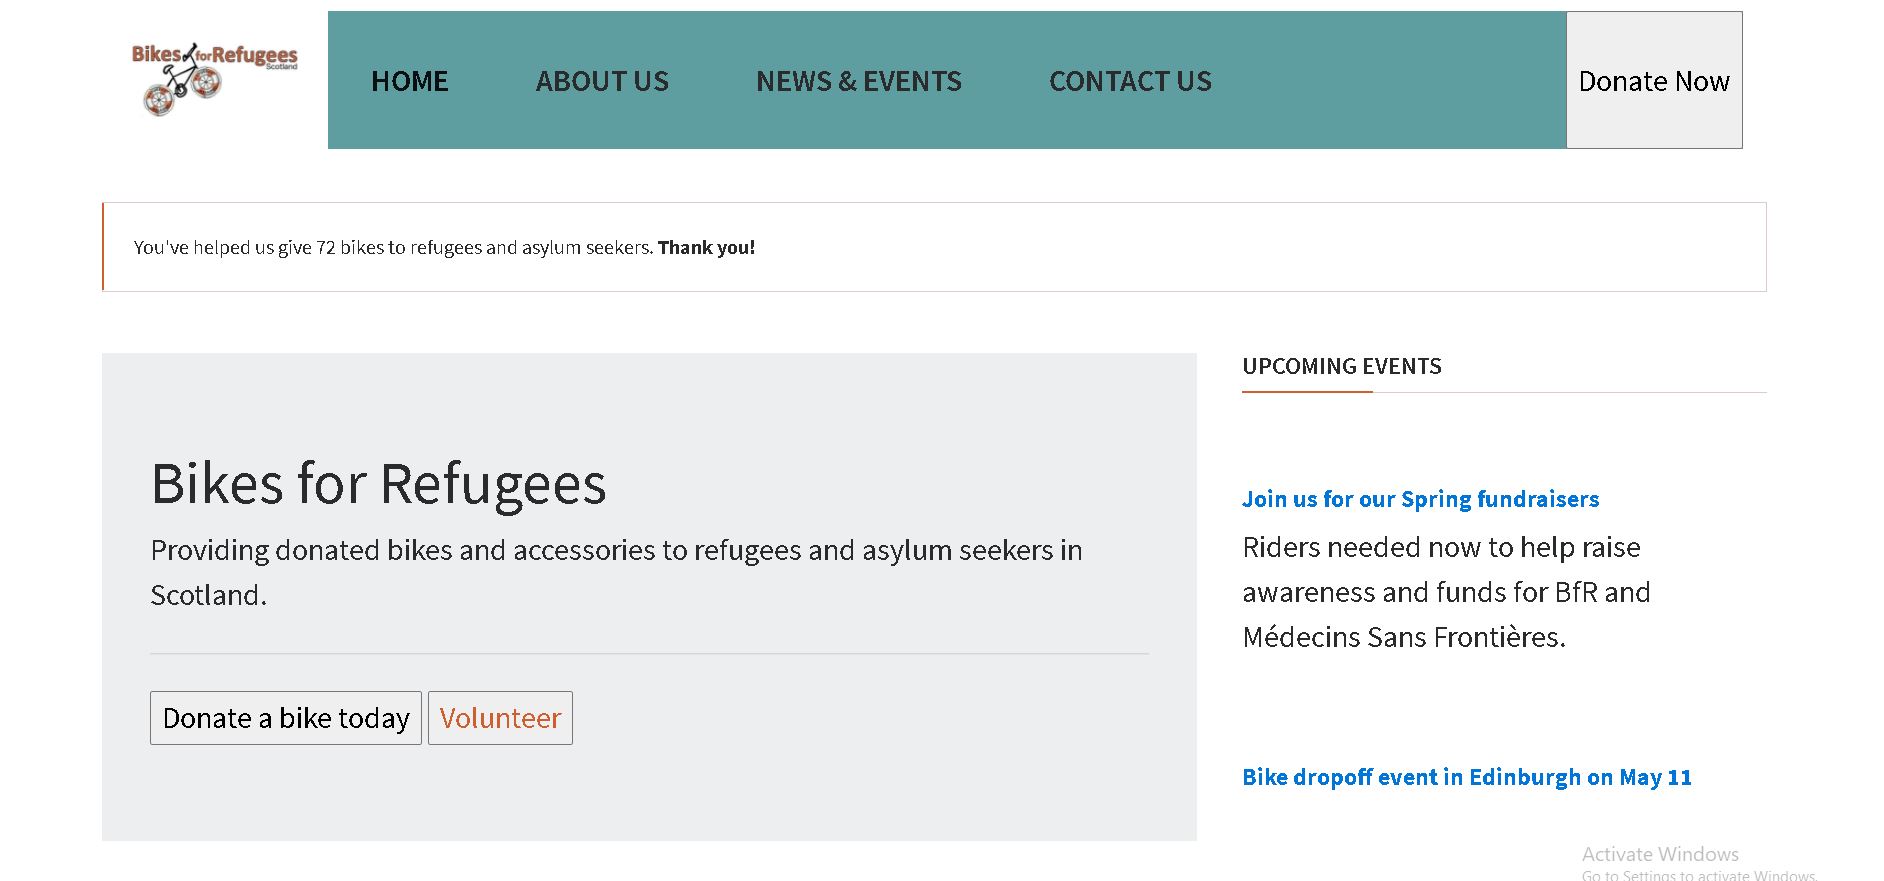 Bikes for Refugees
Scotland
HOME
ABOUT US
NEWS & EVENTS
CONTACT US
Donate Now
You've helped us give 72 bikes to refugees and asylum seekers. Thank you!
Bikes for Refugees
Providing donated bikes and accessories to refugees and asylum seekers in
Scotland.
Donate a bike today
Volunteer
UPCOMING EVENTS
Join us for our Spring fundraisers
Riders needed now to help raise
awareness and funds for BfR and
Médecins Sans Frontières.
Bike dropoff event in Edinburgh on May 11
Activate Windows
Go to Settings to activate Windows.